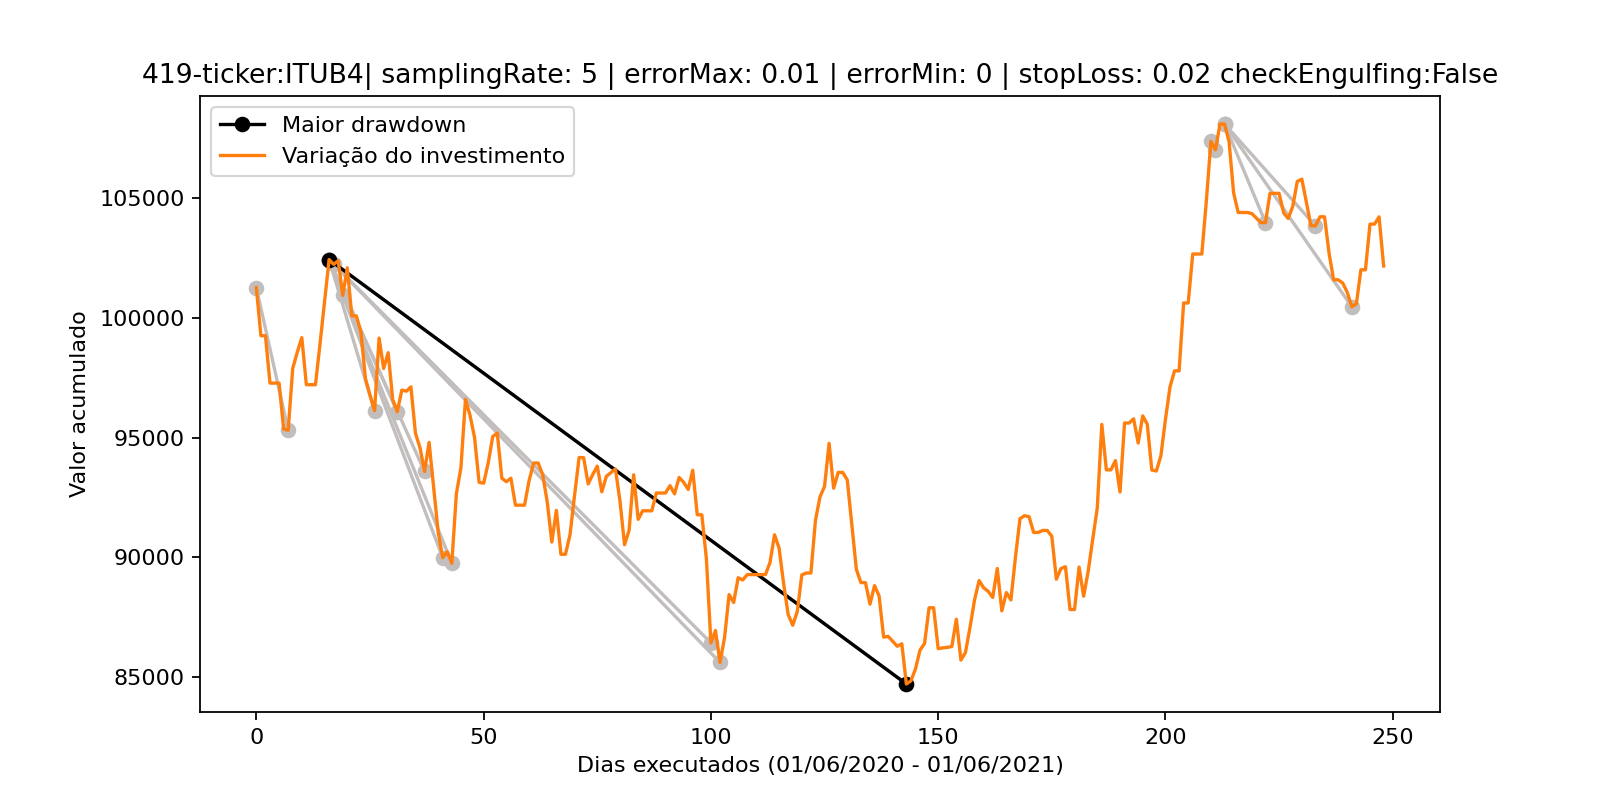 419-ticker:ITUB4| samplingRate: 5 | errorMax: 0.01 | errorMin: 0 | stopLoss: 0.02 checkEngulfing:False
Maior drawdown
Variação do investimento
Valor acumulado
105000
100000
95000
90000
85000
0 50 100 150 200 250
Dias executados (01/06/2020 - 01/06/2021)